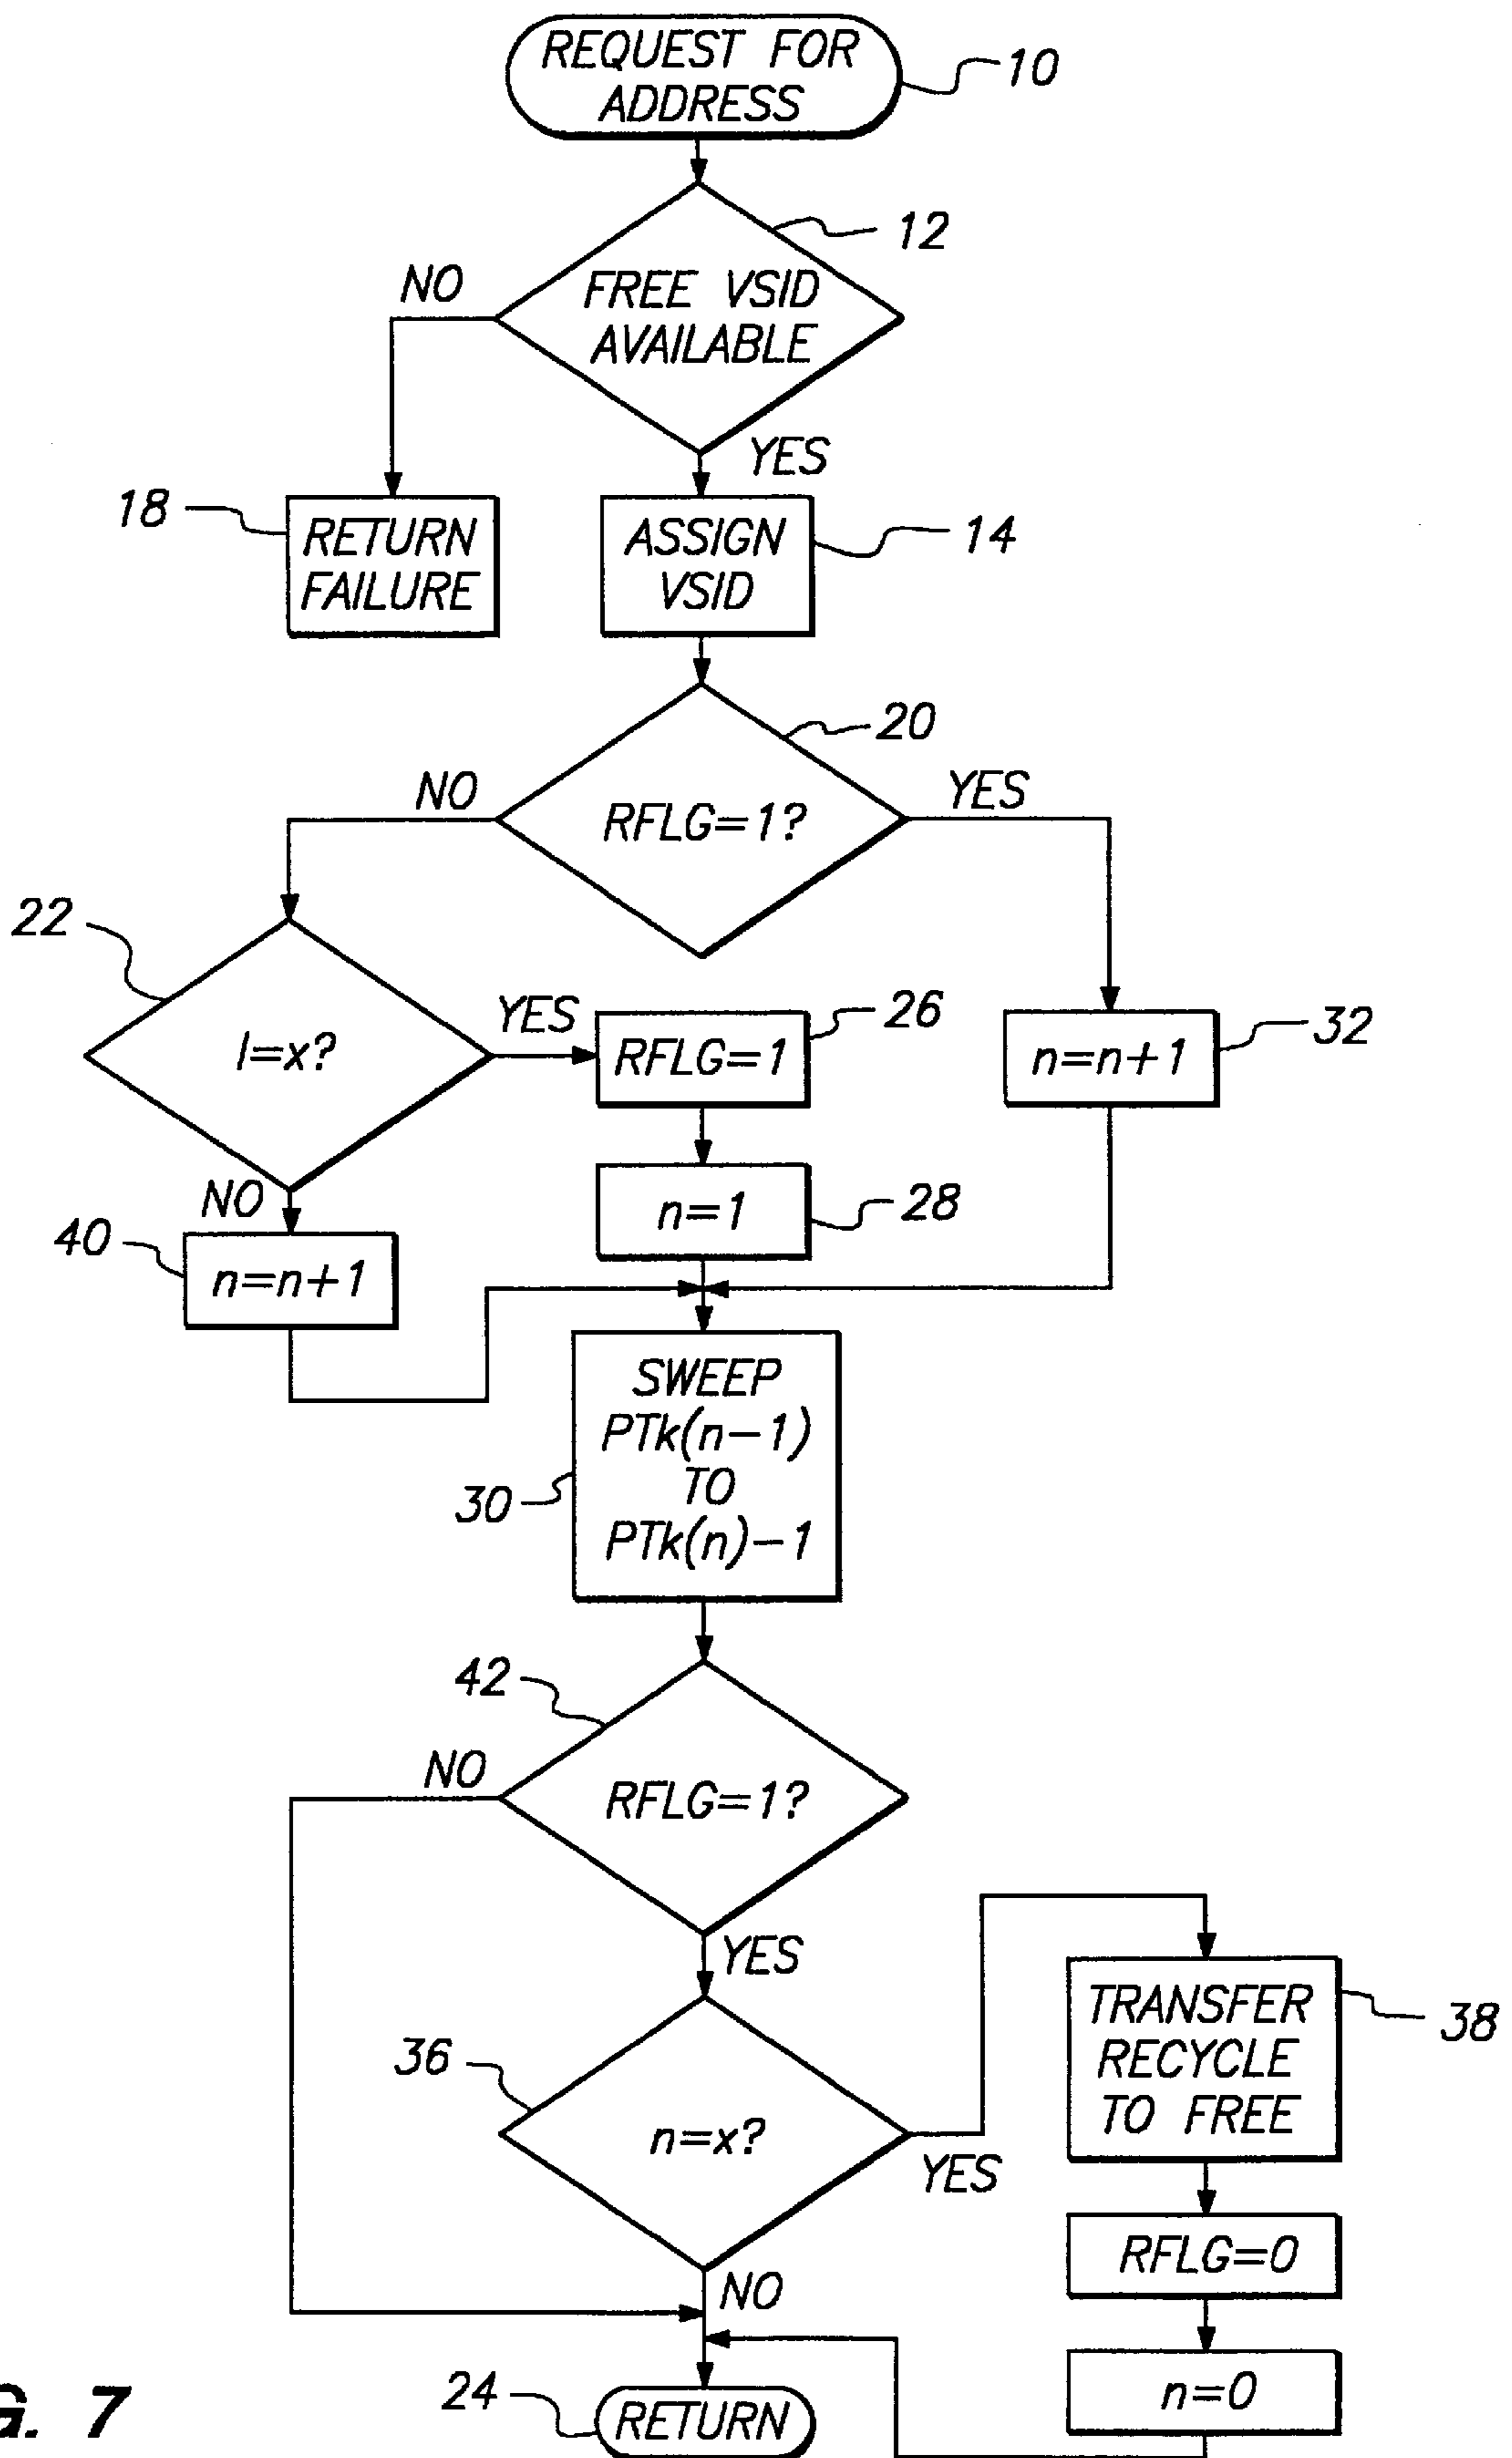 REQUEST FOR
ADDRESS
10
12
FREE VSID
AVAILABLE
NO
YES
18
RETURN
FAILURE
ASSIGN
VSID
14
20
NO
RFLG=1?
YES
22
l=x?
YES
RFLG=1
26
n=n+1
32
NO
n=1
28
40
n=n+1
SWEEP
PTk(n-1)
TO
PTk(n)-1
30
42
NO
RFLG=1?
YES
TRANSFER
RECYCLE
TO FREE
38
36
n=x?
YES
RFLG=0
NO
n=0
24
RETURN
G. 7